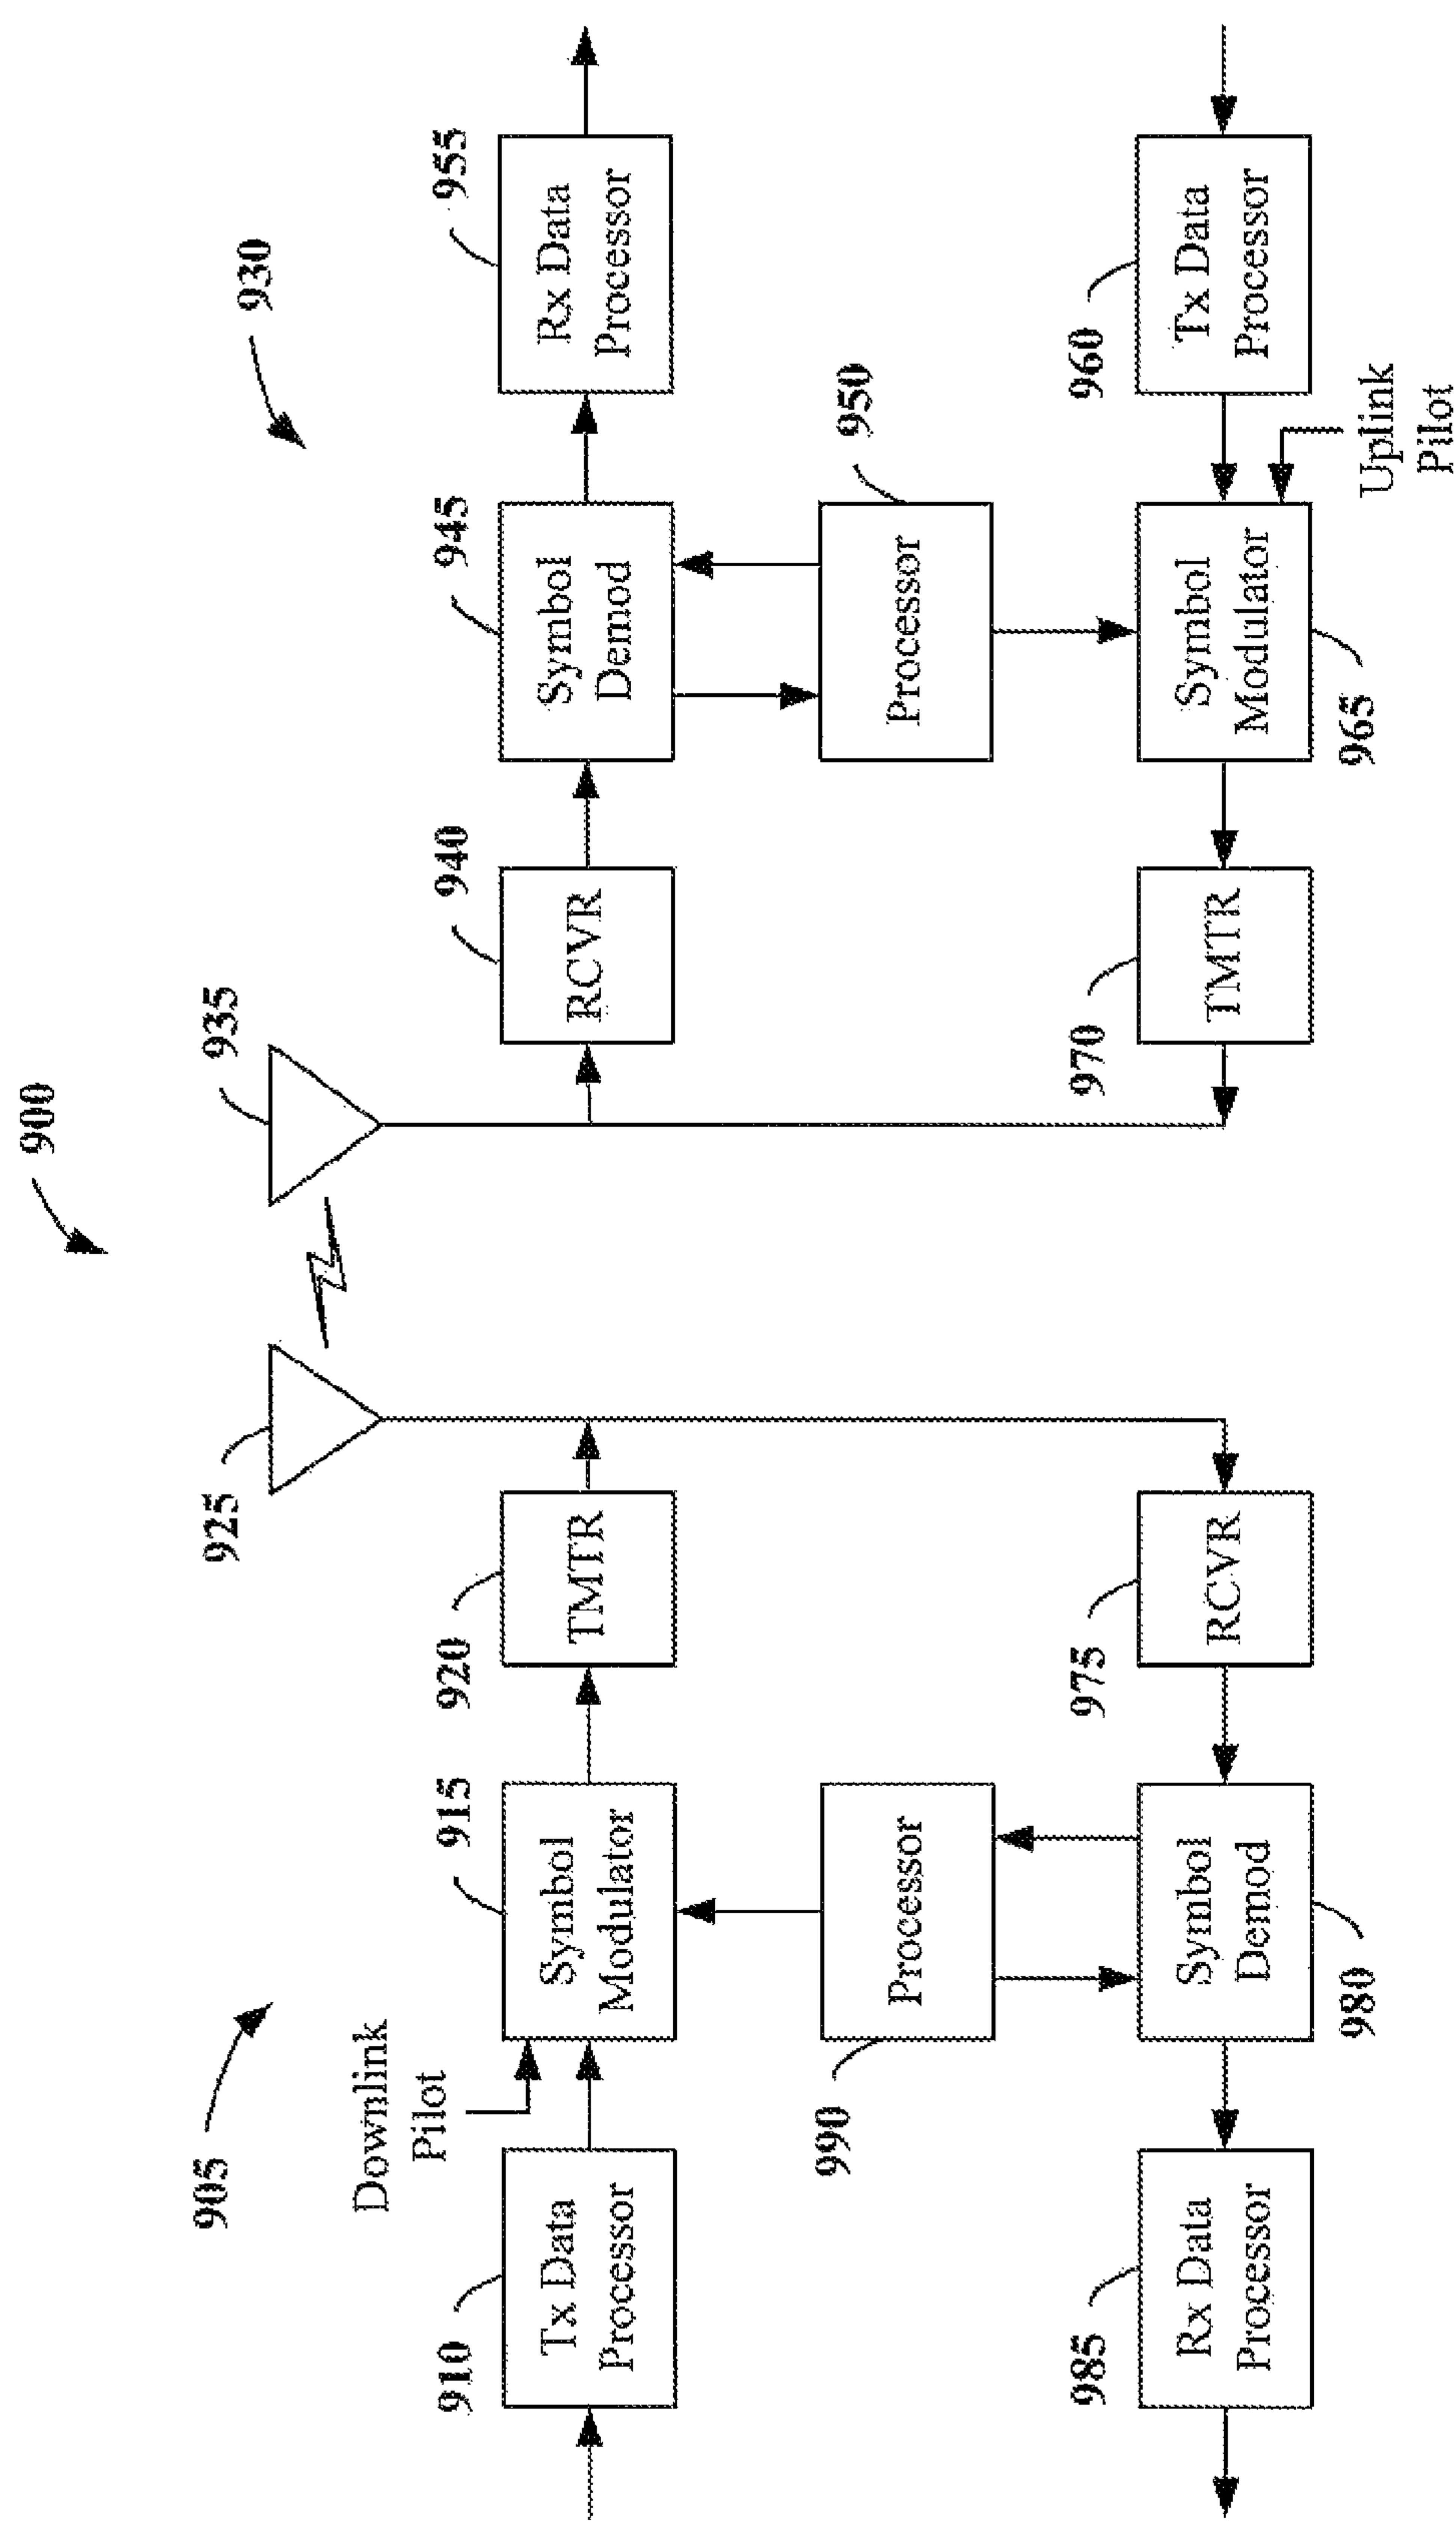 900
905
930
925
935
Downlink
Pilot
910
Tx Data
Processor
915
Symbol
Modulator
920
TMTR
940
RCVR
945
Symbol
Demod
955
Rx Data
Processor
990
Processor
950
Processor
985
Rx Data
Processor
980
Symbol
Demod
975
RCVR
970
TMTR
965
Symbol
Modulator
960
Tx Data
Processor
Uplink
Pilot